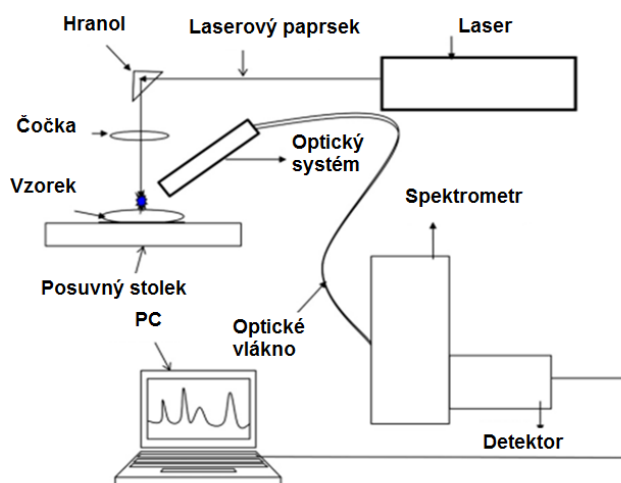 Hranol
Laserový paprsek
Laser
Čočka
Optický
systém
Vzorek
Spektrometr
Posuvný stolek
PC
Optické
vlákno
Detektor